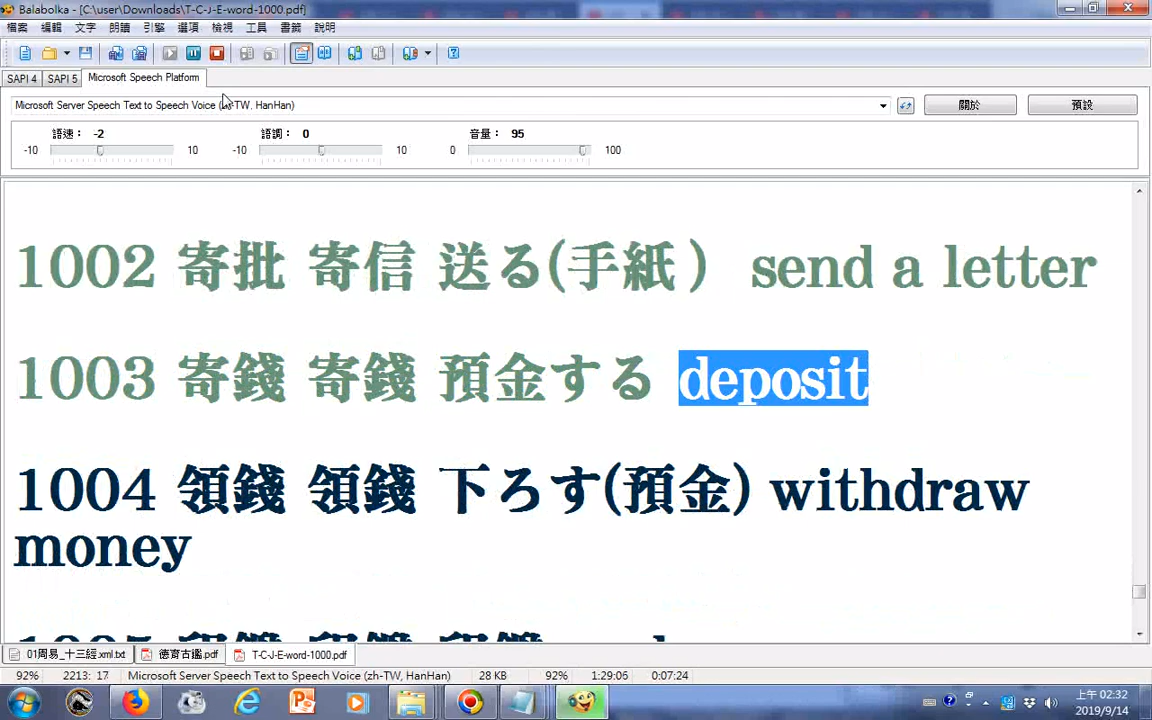 Balabolka - [C:\user\Downloads\T-C-J-E-word-1000.pdf]
檔案 編輯 文字 朗讀 引擎 選項 檢視 工具 書籤 說明
SAPI 4 SAPI 5 Microsoft Speech Platform
Microsoft Server Speech Text to Speech Voice (zh-TW, HanHan) 關於 預設
語速： -2 語調： 0 音量： 95
-10 10 -10 10 0 100
1002 寄批 寄信 送る(手紙) send a letter
1003 寄錢 寄錢 預金する deposit
1004 領錢 領錢 下ろす(預金) withdraw
money
01周易_十三經.xml.txt 德育古鑑.pdf T-C-J-E-word-1000.pdf
92% 2213: 17 Microsoft Server Speech Text to Speech Voice (zh-TW, HanHan) 28 KB 92% 1:29:06 0:07:24
上午 02:32
2019/9/14